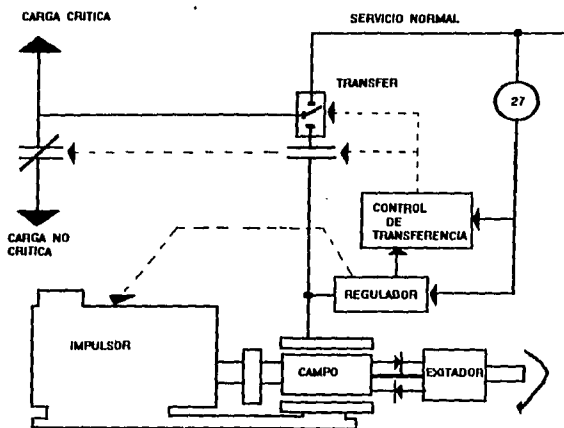 CARGA CRITICA
SERVICIO NORMAL
TRANSFER
27
CONTROL
DE
TRANSFERENCIA
CARGA NO
CRITICA
REGULADOR
IMPULSOR
CAMPO
EXITADOR